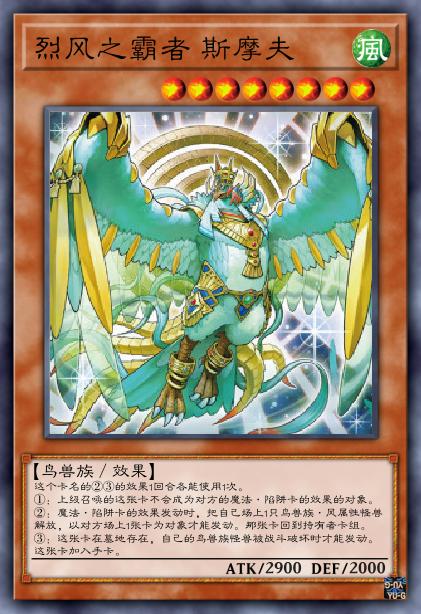 烈风之霸者 斯摩夫
風
【鸟兽族／效果】
这个卡名的②③的效果1回合各能使用1次。
①：上级召唤的这张卡不会成为对方的魔法·陷阱卡的效果的对象。
②：魔法·陷阱卡的效果发动时，把自己场上1只鸟兽族·风属性怪兽
解放，以对方场上1张卡为对象才能发动。那张卡回到持有者卡组。
③：这张卡在墓地存在，自己的鸟兽族怪兽被战斗破坏时才能发动。
这张卡加入手卡。
ATK/2900 DEF/2000